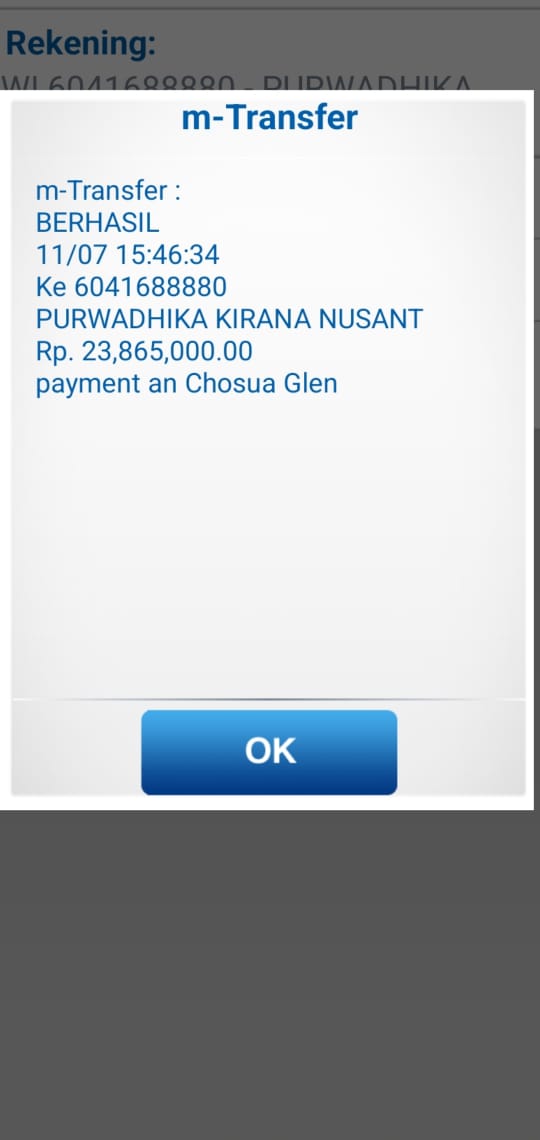 Rekening:
WI 6041688880 - PURWADHIKA
m-Transfer
m-Transfer :
BERHASIL
11/07 15:46:34
Ke 6041688880
PURWADHIKA KIRANA NUSANT
Rp. 23,865,000.00
payment an Chosua Glen
OK